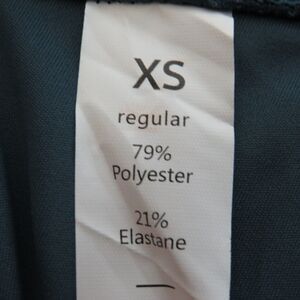 XS
regular
79%
Polyester
21%
Elastane